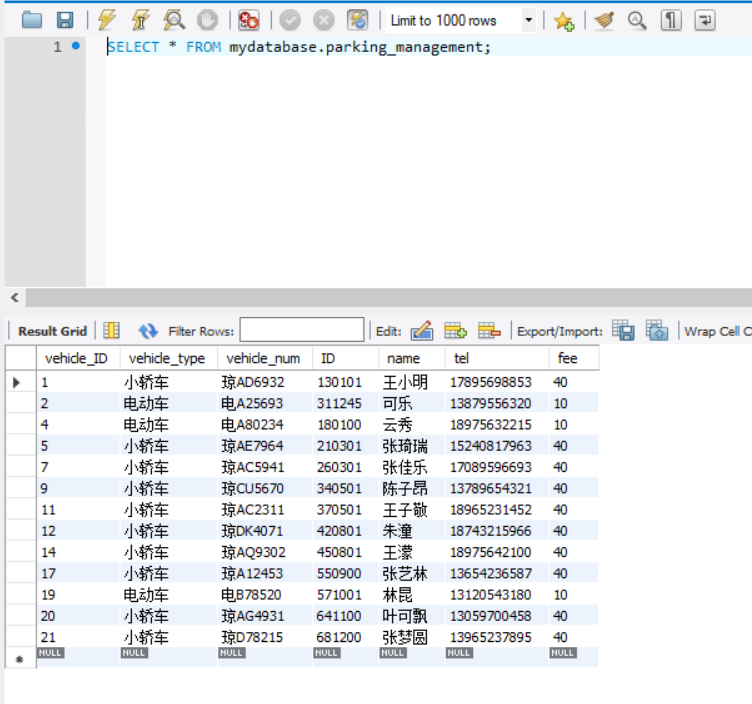 Limit to 1000 rows
1 SELECT * FROM mydatabase.parking_management;
Result Grid Filter Rows: Edit: Export/Import: Wrap Cell C
vehicle_ID vehicle_type vehicle_num ID name tel fee
1 小轿车 琼AD6932 130101 王小明 17895698853 40
2 电动车 电A25693 311245 可乐 13879556320 10
4 电动车 电A80234 180100 云秀 18975632215 10
5 小轿车 琼AE7964 210301 张琦瑞 15240817963 40
7 小轿车 琼AC5941 260301 张佳乐 17089596693 40
9 小轿车 琼CU5670 340501 陈子昂 13789654321 40
11 小轿车 琼AC2311 370501 王子敬 18965231452 40
12 小轿车 琼DK4071 420801 朱潼 18743215966 40
14 小轿车 琼AQ9302 450801 王濛 18975642100 40
17 小轿车 琼A12453 550900 张艺林 13654236587 40
19 电动车 电B78520 571001 林昆 13120543180 10
20 小轿车 琼AG4931 641100 叶可飘 13059700458 40
21 小轿车 琼D78215 681200 张梦圆 13965237895 40
NULL NULL NULL NULL NULL NULL NULL